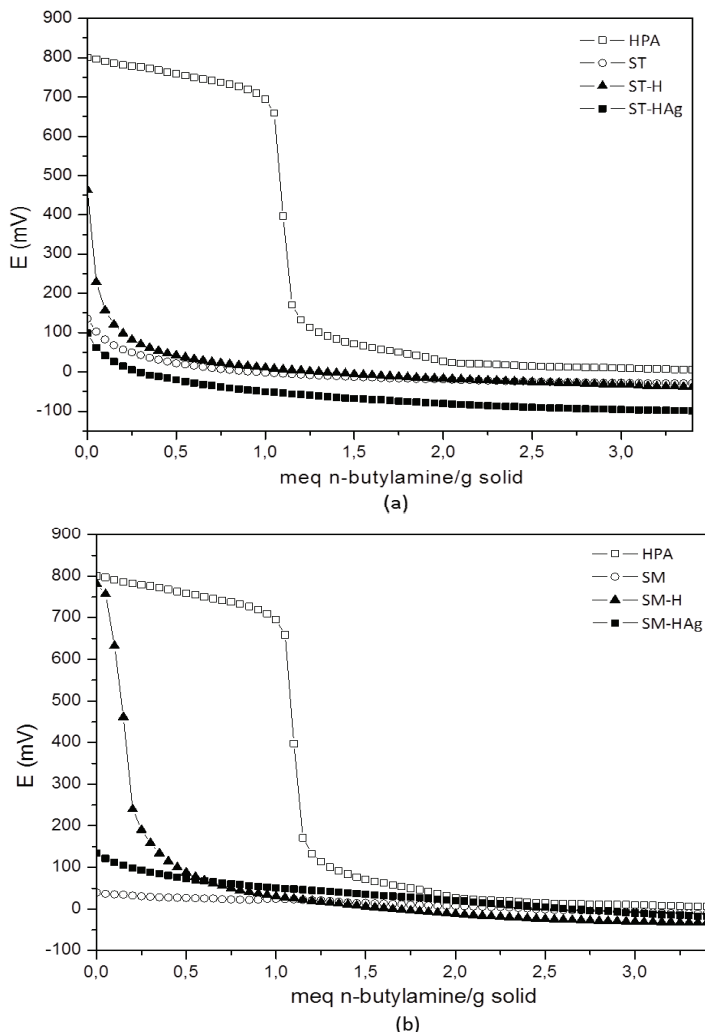 900
800
700
600
500
400
300
200
100
0
-100
E (mV)
HPA
ST
ST-H
ST-HAg
0,0 0,5 1,0 1,5 2,0 2,5 3,0
meq n-butylamine/g solid
(a)
900
800
700
600
500
400
300
200
100
0
-100
E (mV)
HPA
SM
SM-H
SM-HAg
0,0 0,5 1,0 1,5 2,0 2,5 3,0
meq n-butylamine/g solid
(b)